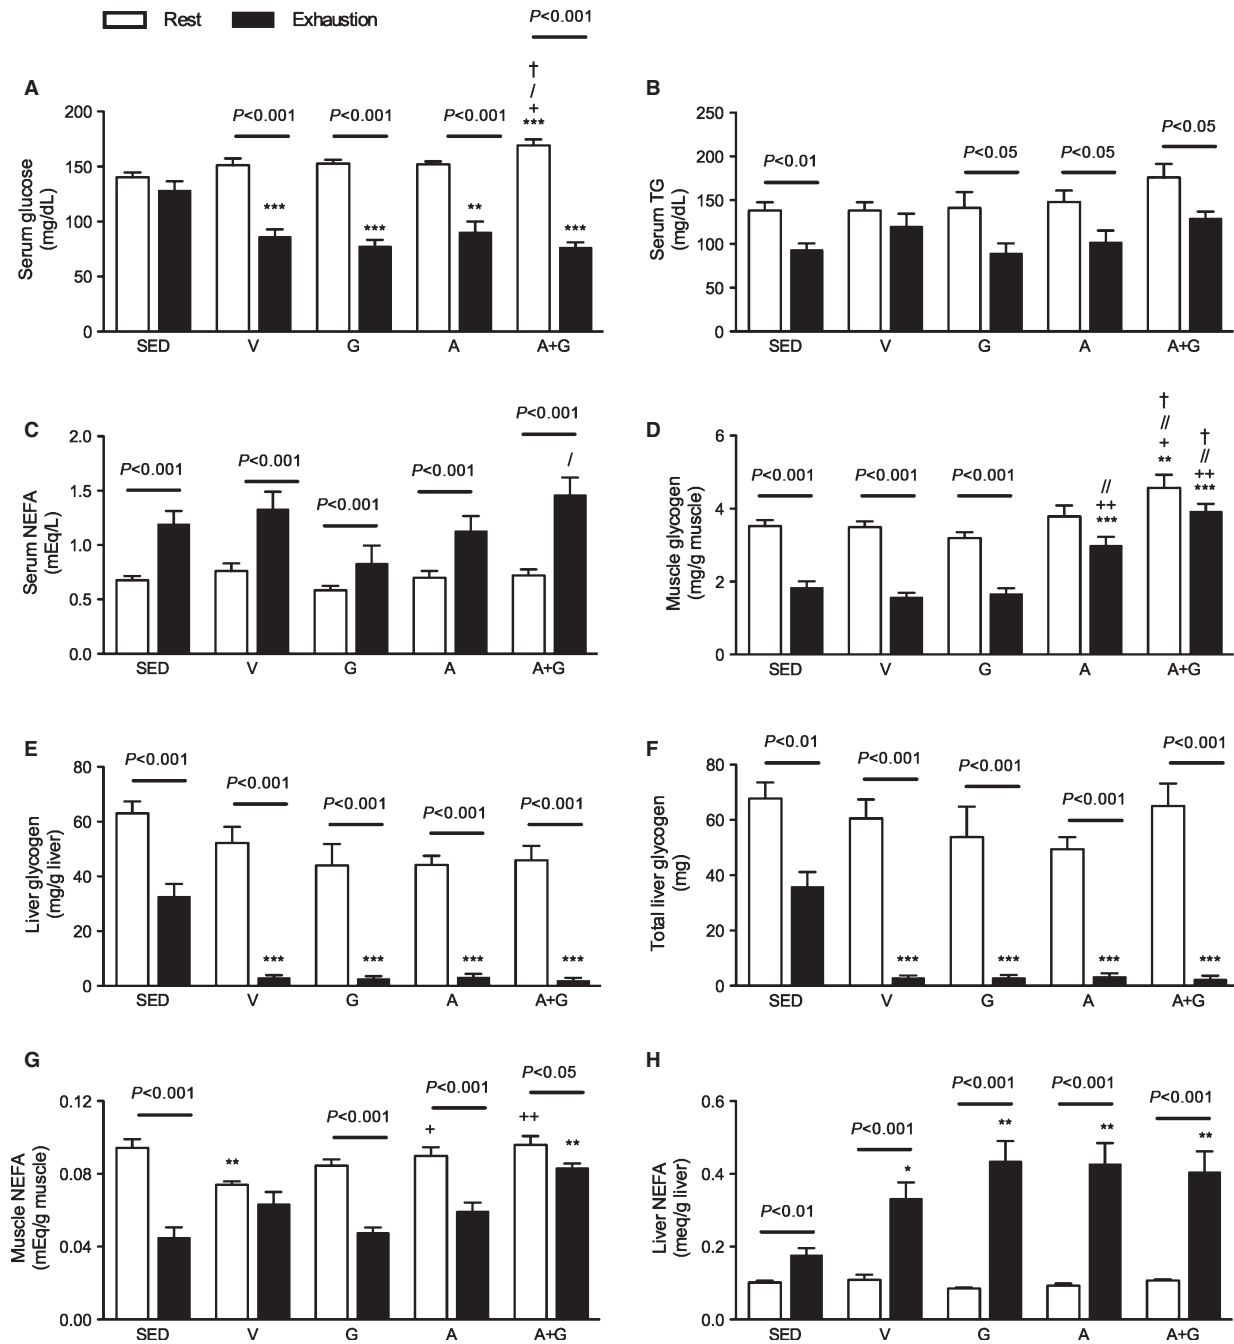 Rest Exhaustion
P<0.001
A
Serum glucose
(mg/dL)
200
150
100
50
0
P<0.001
P<0.001
P<0.001
†
/
+
***
***
***
**
***
SED V G A A+G
B
Serum TG
(mg/dL)
250
200
150
100
50
0
P<0.01
P<0.05
P<0.05
P<0.05
SED V G A A+G
C
Serum NEFA
(mEq/L)
2.0
1.5
1.0
0.5
0.0
P<0.001
P<0.001
P<0.001
P<0.001
P<0.001
/
SED V G A A+G
D
Muscle glycogen
(mg/g muscle)
6
4
2
0
P<0.001
P<0.001
P<0.001
//
++
***
†
//
+
**
†
//
++
***
SED V G A A+G
E
Liver glycogen
(mg/g liver)
80
60
40
20
0
P<0.001
P<0.001
P<0.001
P<0.001
P<0.001
***
***
***
***
SED V G A A+G
F
Total liver glycogen
(mg)
80
60
40
20
0
P<0.01
P<0.001
P<0.001
P<0.001
P<0.001
***
***
***
***
SED V G A A+G
G
Muscle NEFA
(mEq/g muscle)
0.12
0.08
0.04
0.00
P<0.001
**
P<0.001
P<0.001
+
P<0.05
++
**
SED V G A A+G
H
Liver NEFA
(meq/g liver)
0.6
0.4
0.2
0.0
P<0.01
P<0.001
*
P<0.001
**
P<0.001
**
P<0.001
**
SED V G A A+G